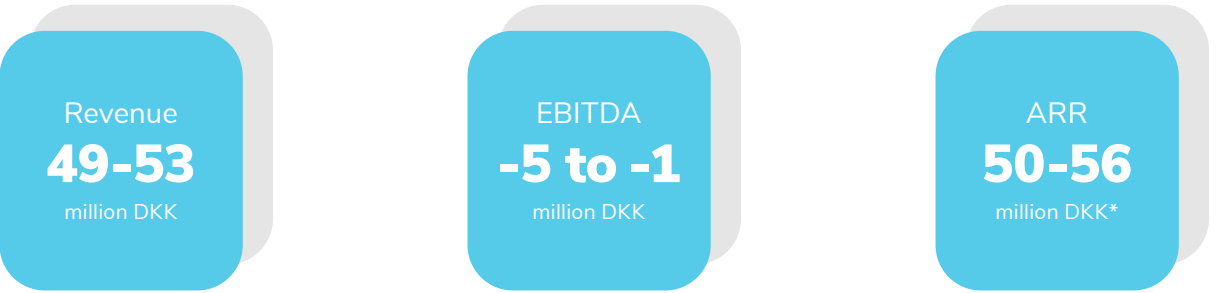 Revenue
49-53
million DKK
EBITDA
-5 to -1
million DKK
ARR
50-56
million DKK*